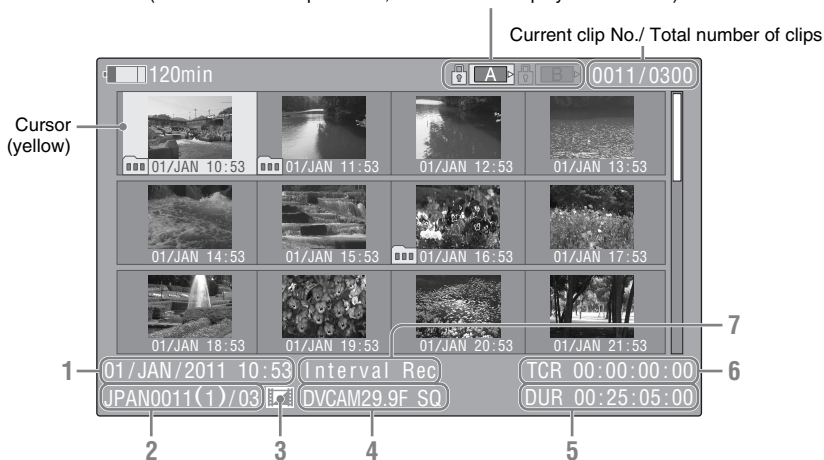 Current clip No./ Total number of clips
120min
A
B
0011/0300
Cursor
(yellow)
01/JAN 10:53
01/JAN 11:53
01/JAN 12:53
01/JAN 13:53
01/JAN 14:53
01/JAN 15:53
01/JAN 16:53
01/JAN 17:53
01/JAN 18:53
01/JAN 19:53
01/JAN 20:53
01/JAN 21:53
7
1
01/JAN/2011 10:53
Interval Rec
TCR 00:00:00:00
6
JPAN0011(1)/03
DVCAM29.9F SQ
DUR 00:25:05:00
2
3
4
5